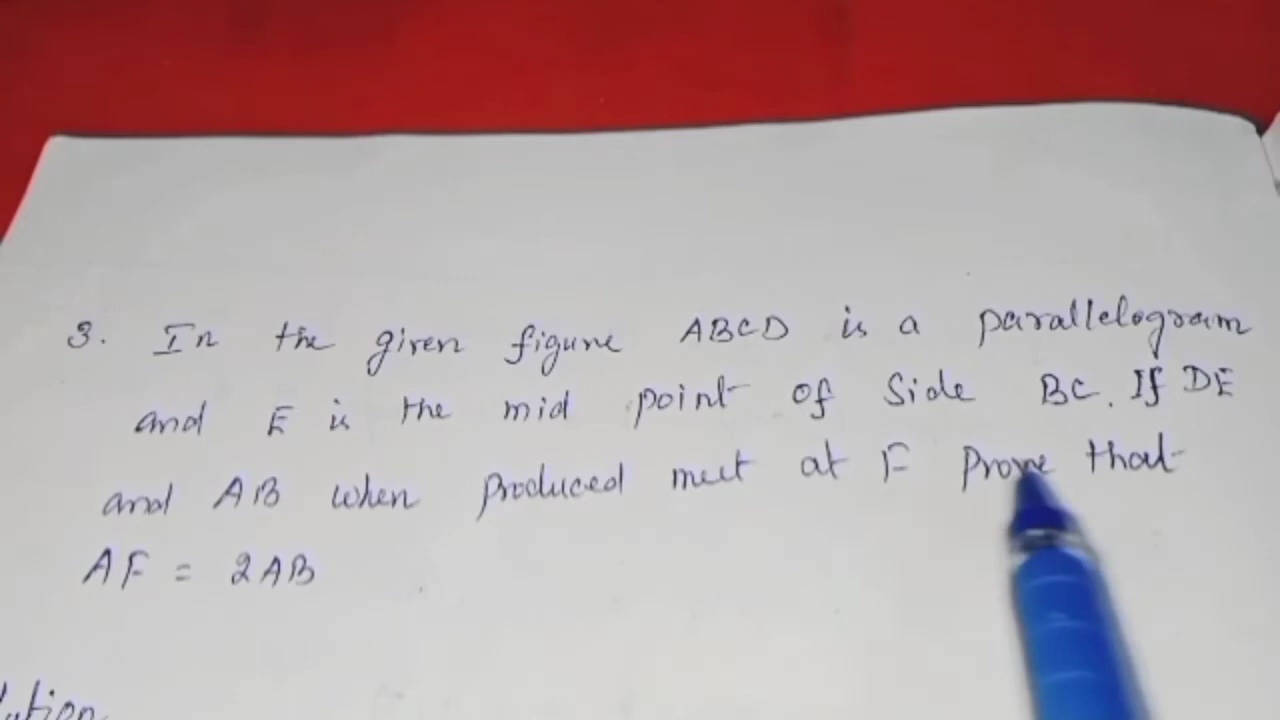 3. In the given figure ABCD is a parallelogram
and E is the mid point of Side BC. If DE
and AB when produced meet at F Prove that
AF = 2AB